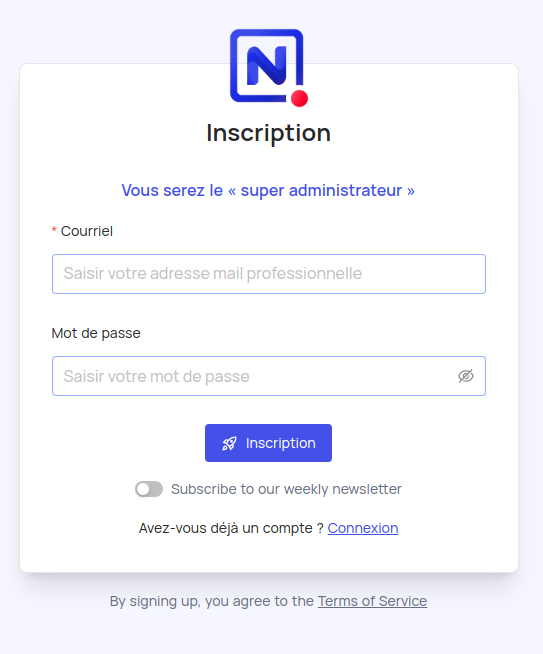 N
Inscription
Vous serez le « super administrateur »
* Courriel
Saisir votre adresse mail professionnelle
Mot de passe
Saisir votre mot de passe
Inscription
Subscribe to our weekly newsletter
Avez-vous déjà un compte ? Connexion
By signing up, you agree to the Terms of Service